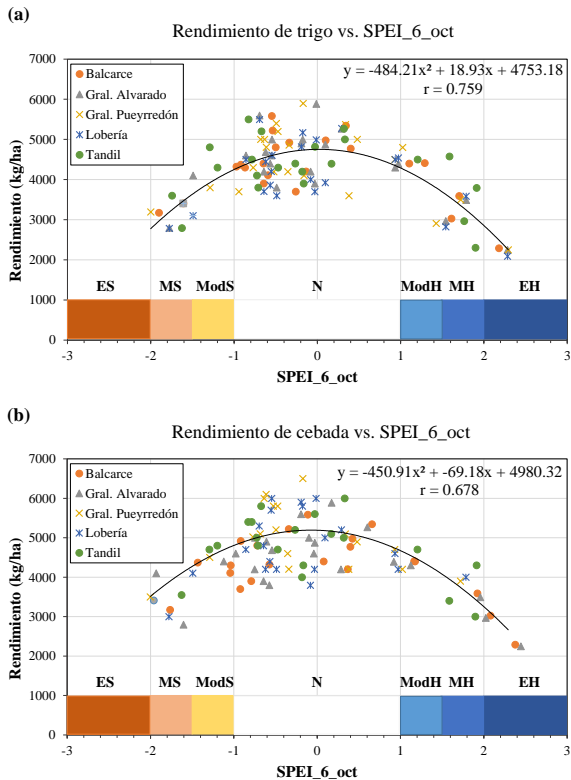 (a)
Rendimiento de trigo vs. SPEI_6_oct
7000
6000
5000
4000
3000
2000
1000
0
Rendimiento (kg/ha)
Balcarce
Gral. Alvarado
Gral. Pueyrredón
Lobería
Tandil
y = -484.21x² + 18.93x + 4753.18
r = 0.759
ES MS ModS N ModH MH EH
-3 -2 -1 0 1 2 3
SPEI_6_oct
(b)
Rendimiento de cebada vs. SPEI_6_oct
7000
6000
5000
4000
3000
2000
1000
0
Rendimiento (kg/ha)
Balcarce
Gral. Alvarado
Gral. Pueyrredón
Lobería
Tandil
y = -450.91x² + -69.18x + 4980.32
r = 0.678
ES MS ModS N ModH MH EH
-3 -2 -1 0 1 2 3
SPEI_6_oct